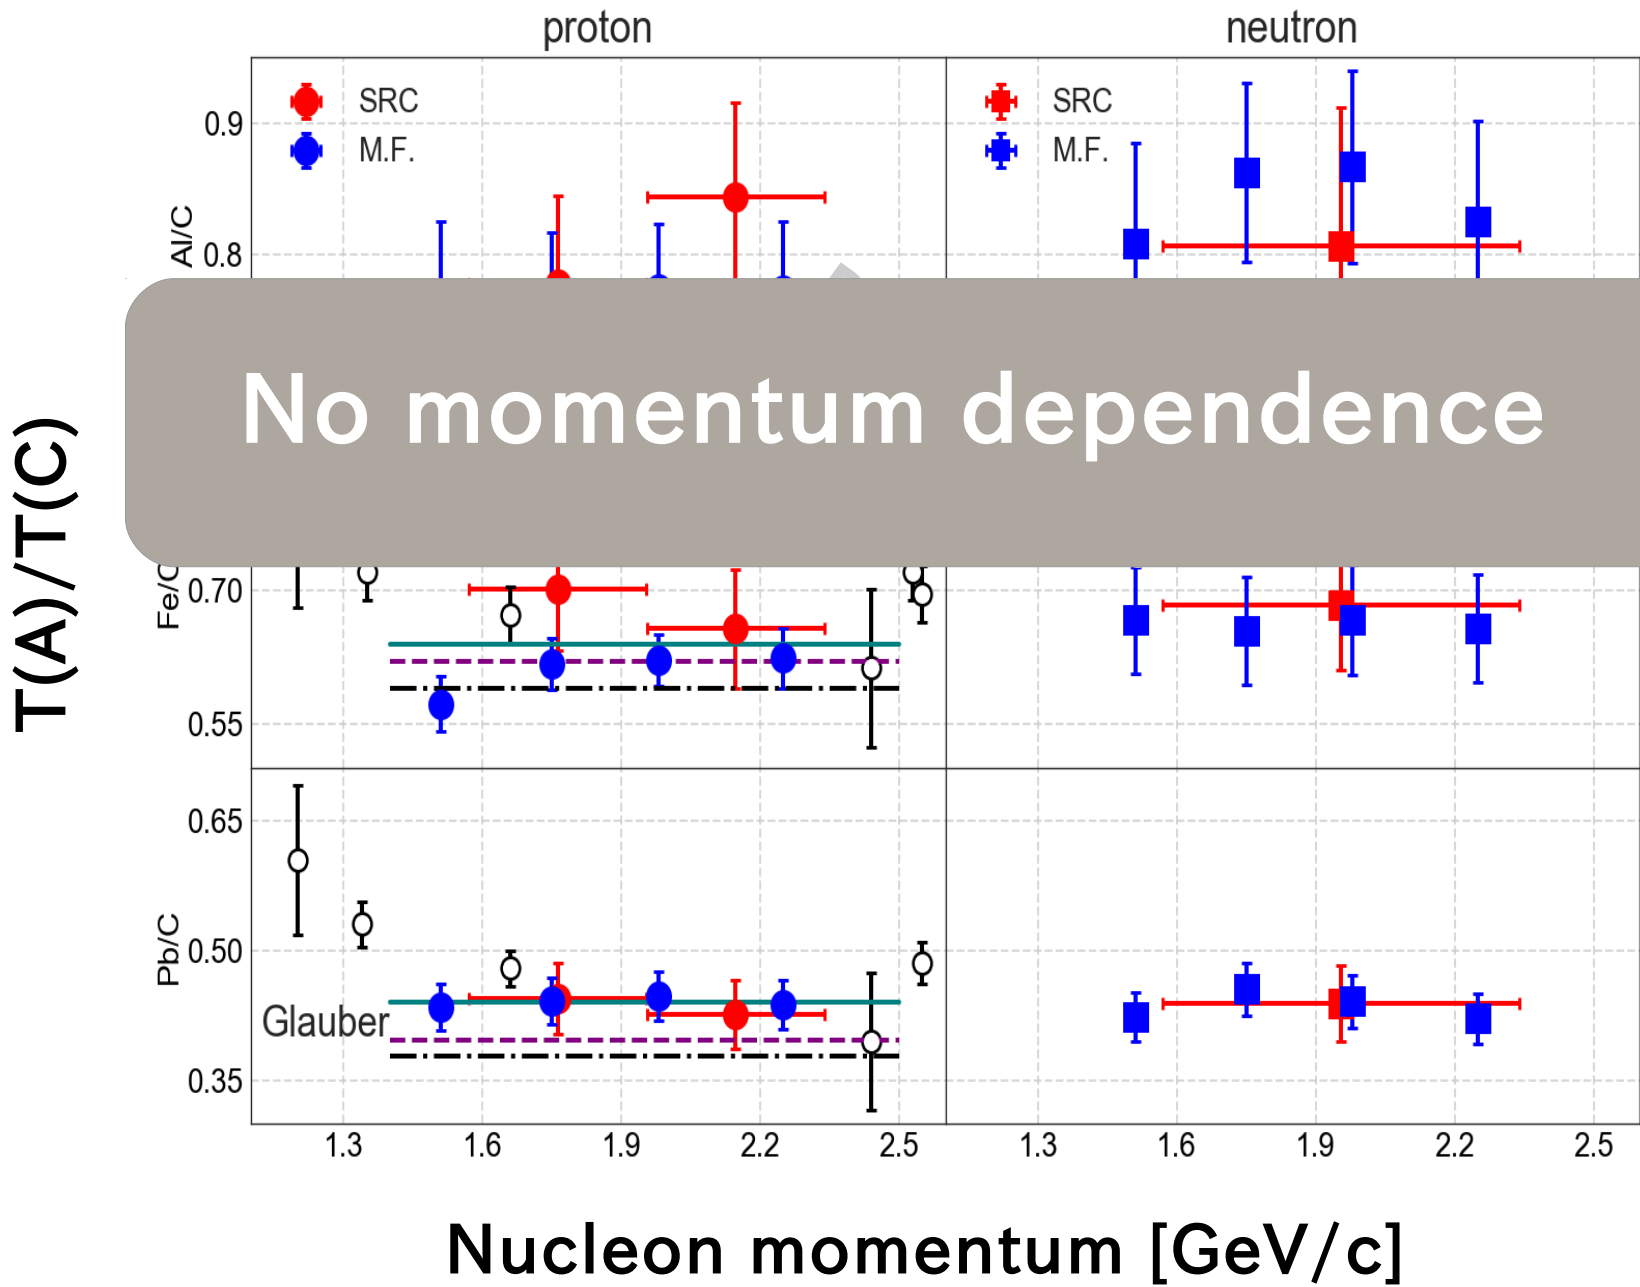 proton
neutron
SRC
M.F.
SRC
M.F.
0.9
Al/C
0.8
No momentum dependence
T(A)/T(C)
Fe/C
0.70
0.55
0.65
Pb/C
0.50
Glauber
0.35
1.3 1.6 1.9 2.2 2.5 1.3 1.6 1.9 2.2 2.5
Nucleon momentum [GeV/c]